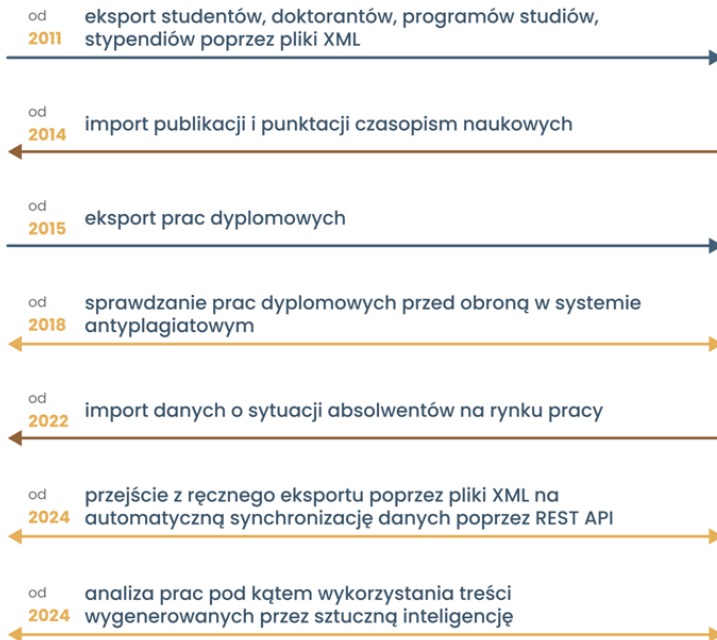 od
2011
eksport studentów, doktorantów, programów studiów,
stypendiów poprzez pliki XML
od
2014
import publikacji i punktacji czasopism naukowych
od
2015
eksport prac dyplomowych
od
2018
sprawdzanie prac dyplomowych przed obroną w systemie
antyplagiatowym
od
2022
import danych o sytuacji absolwentów na rynku pracy
od
2024
przejście z ręcznego eksportu poprzez pliki XML na
automatyczną synchronizację danych poprzez REST API
od
2024
analiza prac pod kątem wykorzystania treści
wygenerowanych przez sztuczną inteligencję